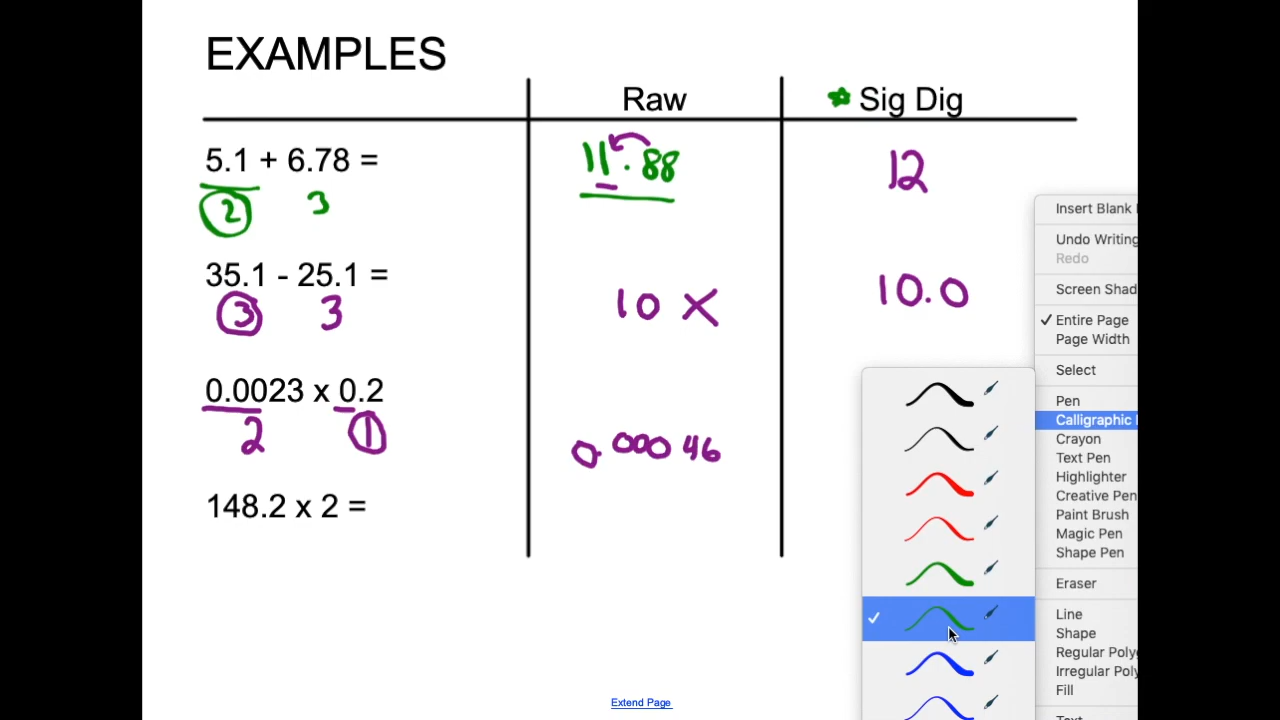 EXAMPLES
Raw
Sig Dig
5.1 + 6.78 =
11.88
12
2 3
35.1 - 25.1 =
10 X
10.0
3 3
0.0023 x 0.2
2 1
0.00046
148.2 x 2 =
Extend Page
Insert Blank
Undo Writing
Redo
Screen Shad
✓ Entire Page
Page Width
Select
Pen
Calligraphic
Crayon
Text Pen
Highlighter
Creative Pen
Paint Brush
Magic Pen
Shape Pen
Eraser
Line
Shape
Regular Polyg
Irregular Poly
Fill